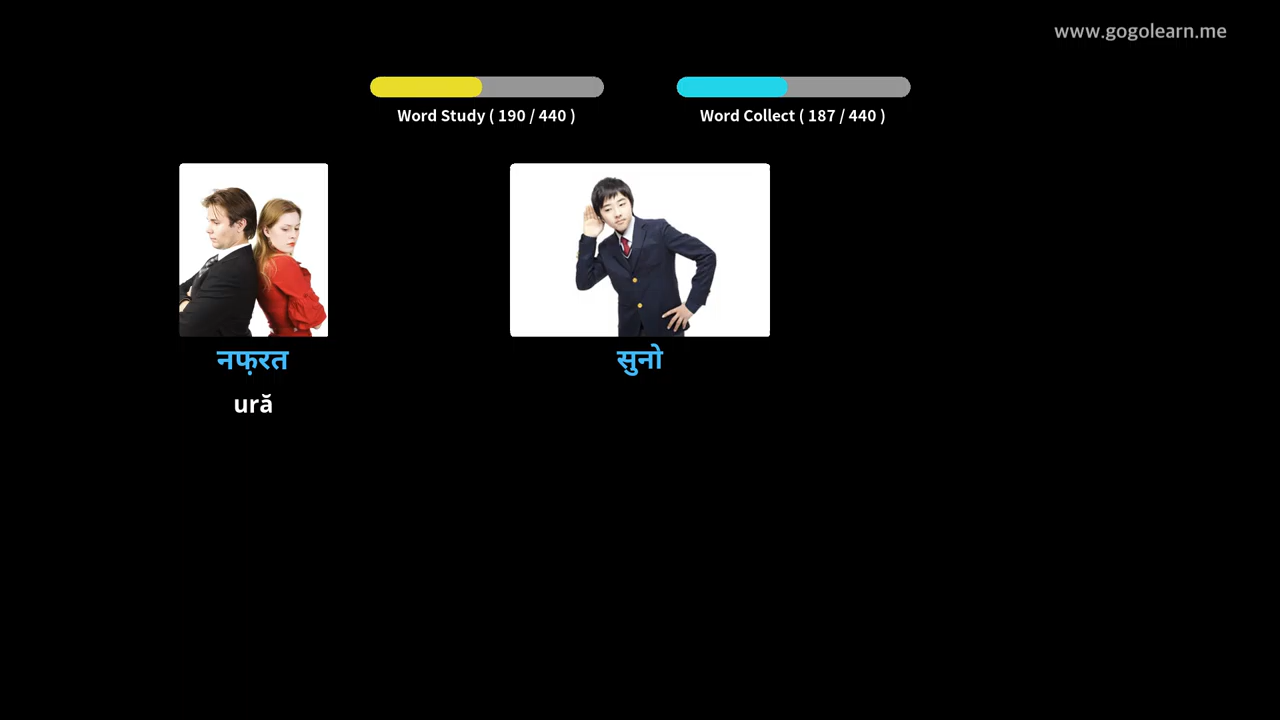 www.gogolearn.me
Word Study ( 190 / 440 )
Word Collect ( 187 / 440 )
नफ़रत
सुनो
ură